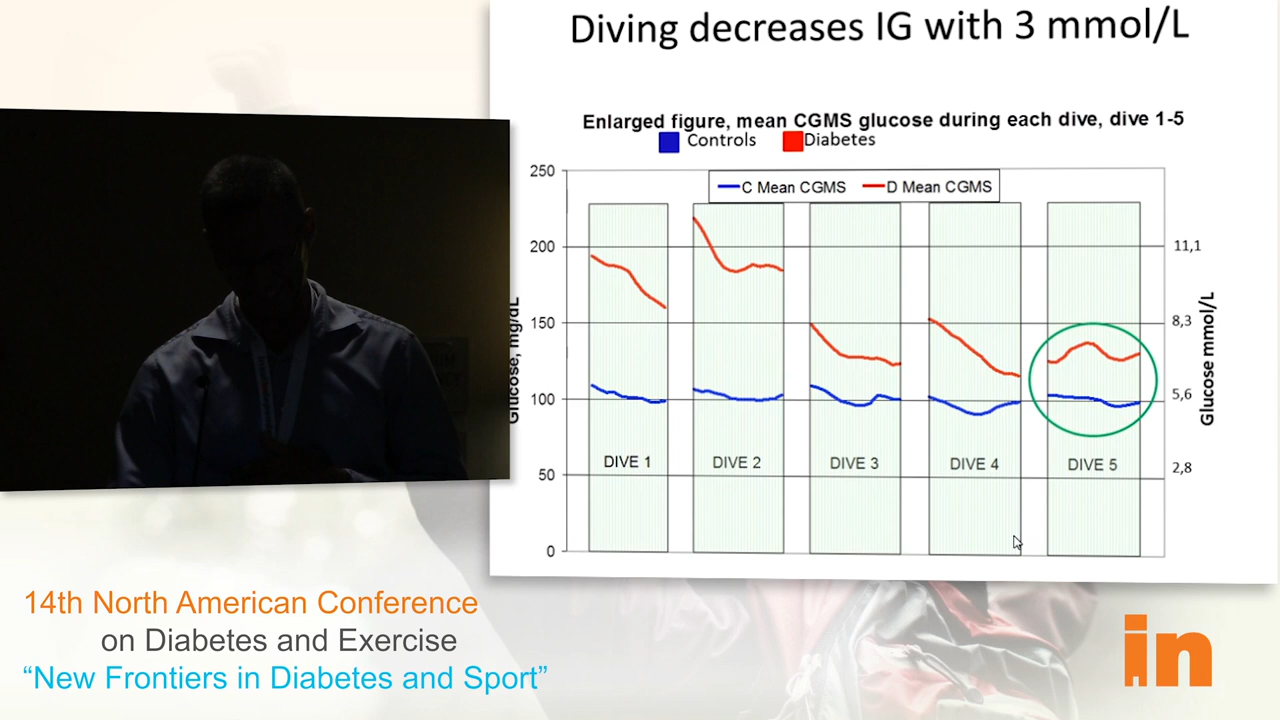 Diving decreases IG with 3 mmol/L
Enlarged figure, mean CGMS glucose during each dive, dive 1-5
Controls Diabetes
C Mean CGMS D Mean CGMS
250
200
150
100
50
0
Glucose, mg/dL
DIVE 1 DIVE 2 DIVE 3 DIVE 4 DIVE 5
11,1
8,3
5,6
2,8
Glucose mmol/L
14th North American Conference
on Diabetes and Exercise
“New Frontiers in Diabetes and Sport”
in